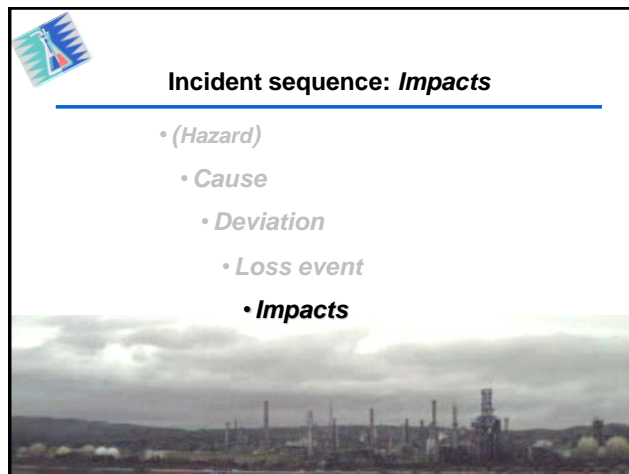 Incident sequence: Impacts
• (Hazard)
• Cause
• Deviation
• Loss event
• Impacts